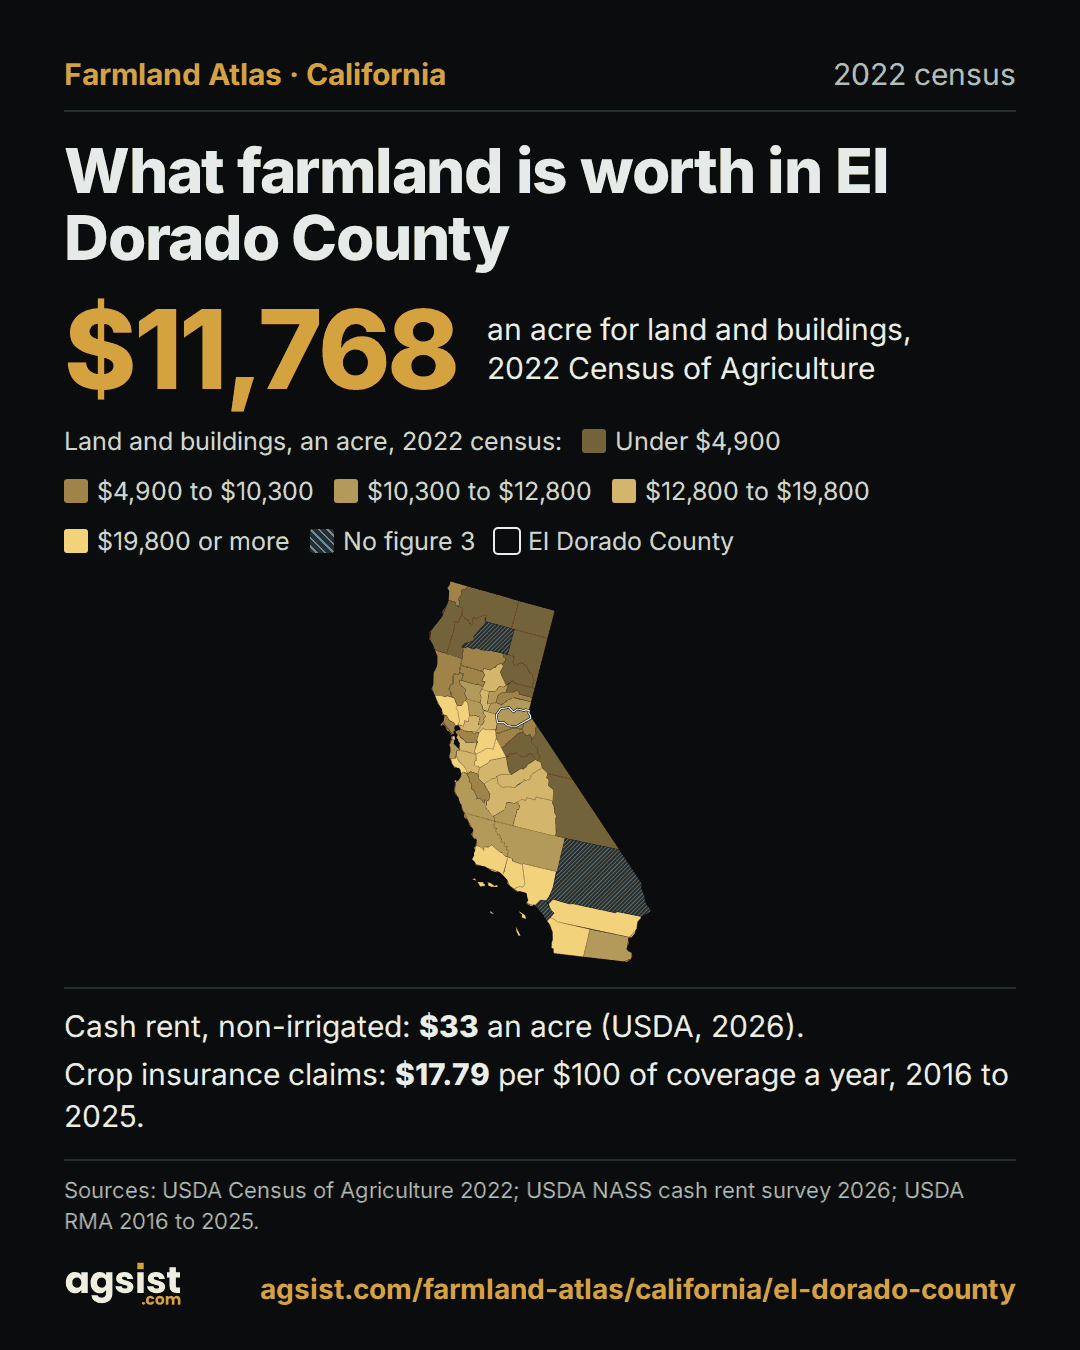 Farmland Atlas · California
2022 census
What farmland is worth in El
Dorado County
$11,768
an acre for land and buildings,
2022 Census of Agriculture
Land and buildings, an acre, 2022 census: Under $4,900
$4,900 to $10,300 $10,300 to $12,800 $12,800 to $19,800
$19,800 or more No figure 3 El Dorado County
Cash rent, non-irrigated: $33 an acre (USDA, 2026).
Crop insurance claims: $17.79 per $100 of coverage a year, 2016 to
2025.
Sources: USDA Census of Agriculture 2022; USDA NASS cash rent survey 2026; USDA
RMA 2016 to 2025.
agsist
.com
agsist.com/farmland-atlas/california/el-dorado-county